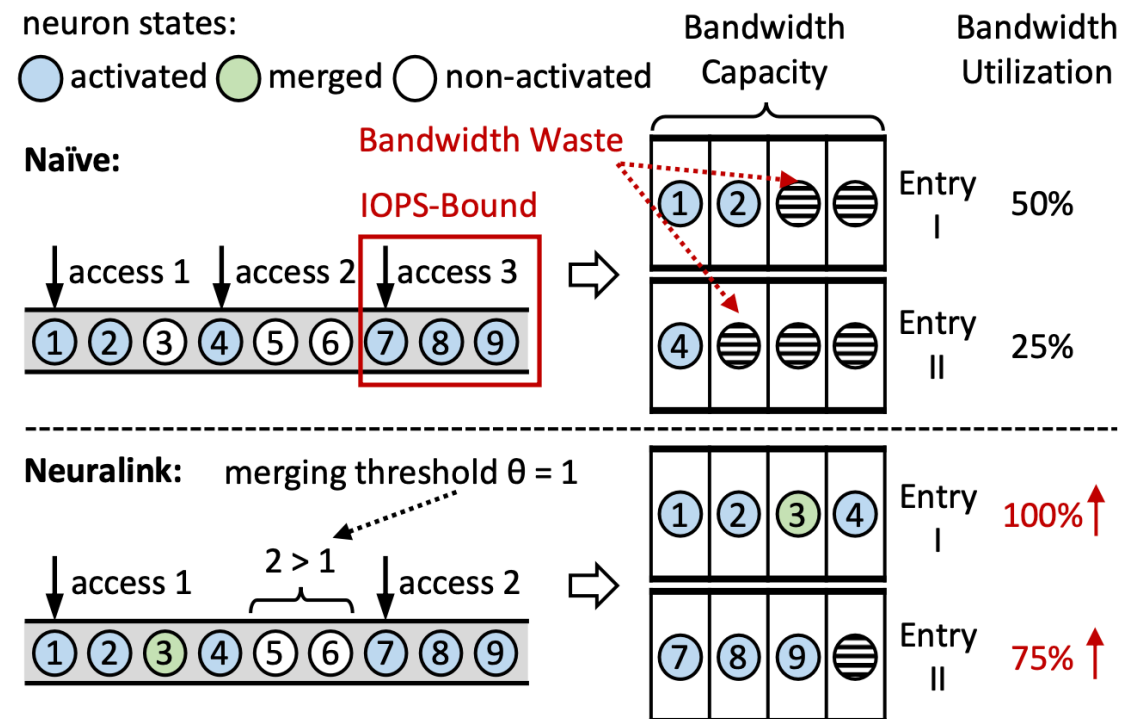 neuron states:
activated merged non-activated
Bandwidth Capacity
Bandwidth Utilization
Naïve:
Bandwidth Waste
IOPS-Bound
access 1 access 2 access 3
1 2 3 4 5 6 7 8 9
1 2
Entry I
50%
4
Entry II
25%
Neuralink:
merging threshold θ = 1
2 > 1
access 1 access 2
1 2 3 4 5 6 7 8 9
1 2 3 4
Entry I
100%
7 8 9
Entry II
75%